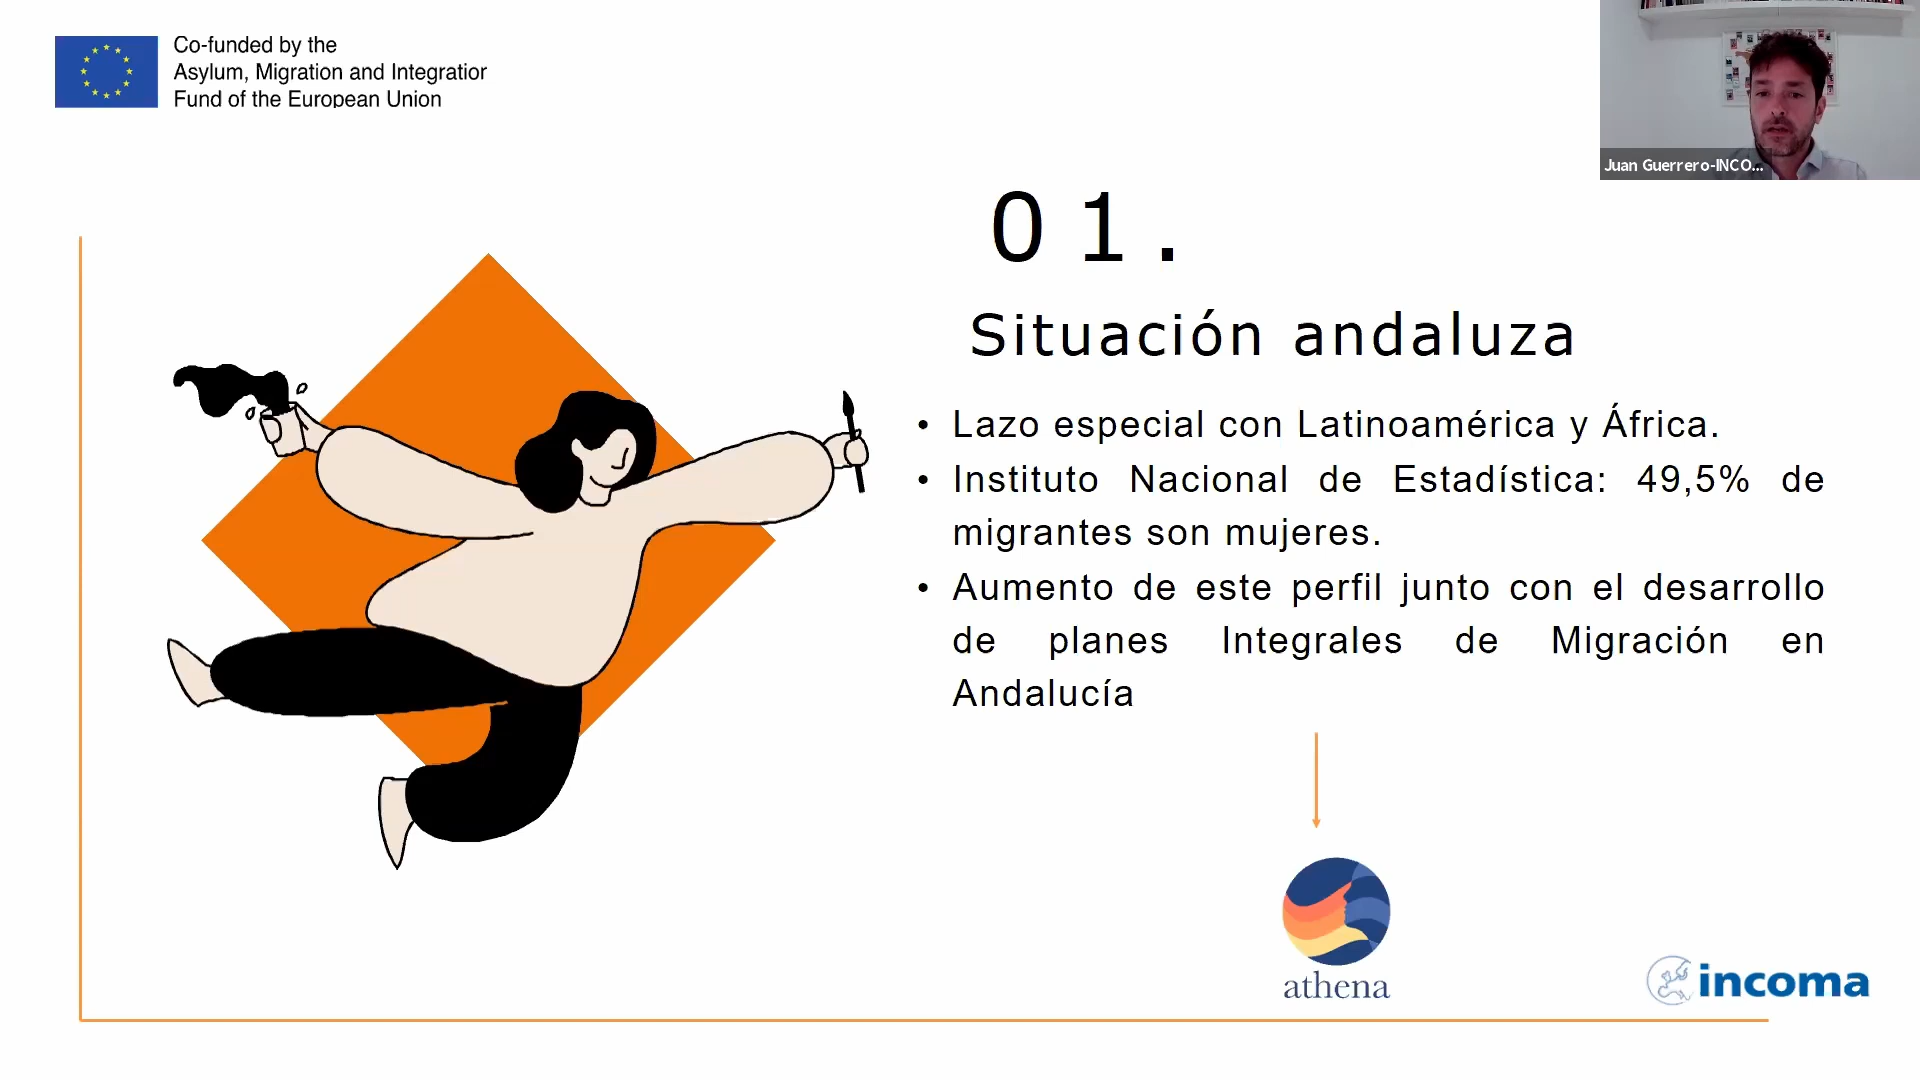 Co-funded by the
Asylum, Migration and Integratior
Fund of the European Union
Juan Guerrero-INCO...
01.
Situación andaluza
• Lazo especial con Latinoamérica y África.
• Instituto Nacional de Estadística: 49,5% de
migrantes son mujeres.
• Aumento de este perfil junto con el desarrollo
de planes Integrales de Migración en
Andalucía
athena
incoma